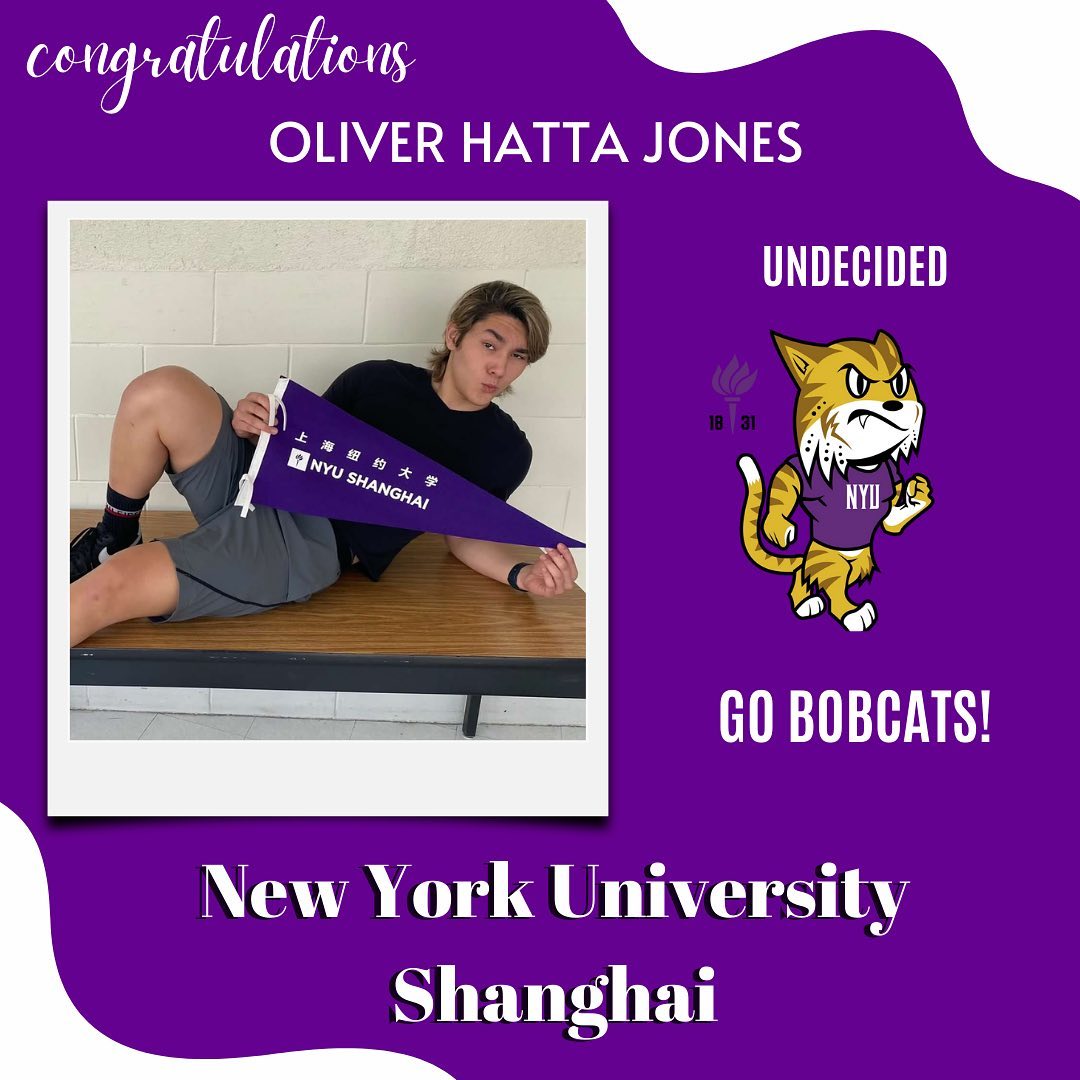 congratulations
OLIVER HATTA JONES
UNDECIDED
18 31
NYU
上海纽约大学
NYU SHANGHAI
GO BOBCATS!
New York University
Shanghai